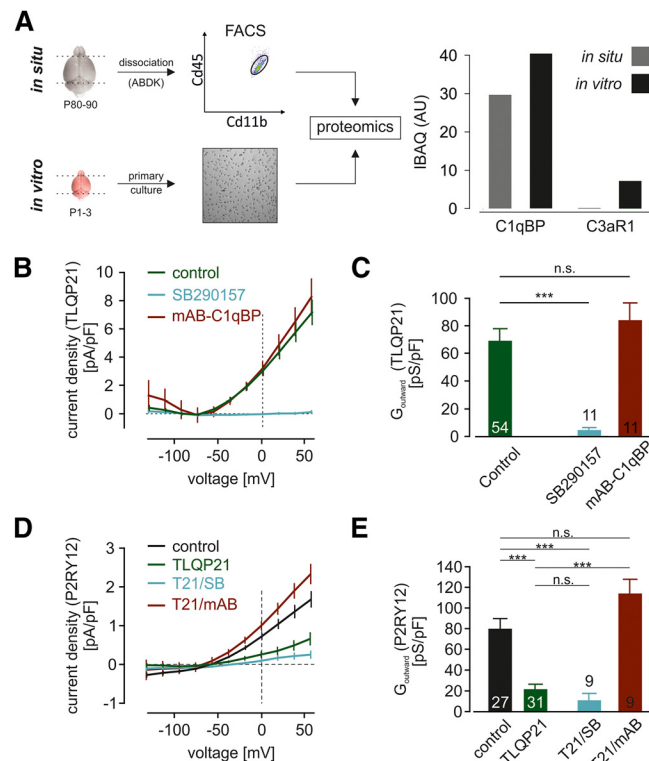 A
in situ
P80-90
dissociation
(ABDK)
FACS
Cd45
Cd11b
in vitro
P1-3
primary
culture
proteomics
in situ
in vitro
IBAQ (AU)
40
30
20
10
0
C1qBP
C3aR1
B
control
SB290157
mAB-C1qBP
current density (TLQP21)
[pA/pF]
10
8
6
4
2
0
-100
-50
0
50
voltage [mV]
C
n.s.
***
Goutward (TLQP21)
[pS/pF]
100
80
60
40
20
0
54
11
11
Control
SB290157
mAB-C1qBP
D
control
TLQP21
T21/SB
T21/mAB
current density (P2RY12)
[pA/pF]
3
2
1
0
-1
-100
-50
0
50
voltage [mV]
E
n.s.
***
***
***
n.s.
Goutward (P2RY12)
[pS/pF]
140
120
100
80
60
40
20
0
27
31
9
9
control
TLQP21
T21/SB
T21/mAB